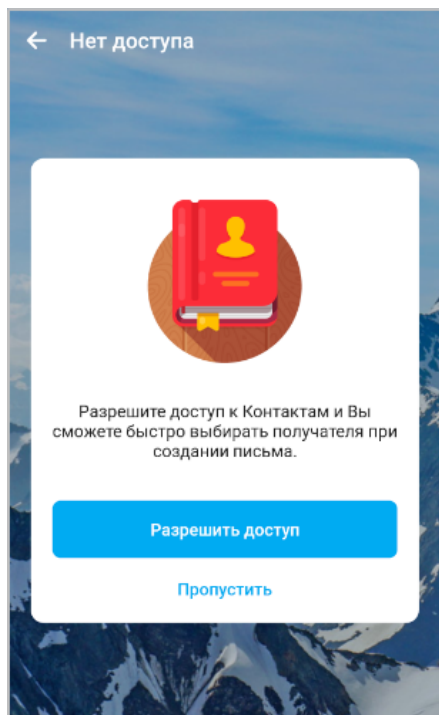 Нет доступа
Разрешите доступ к Контактам и Вы
сможете быстро выбирать получателя при
создании письма.
Разрешить доступ
Пропустить